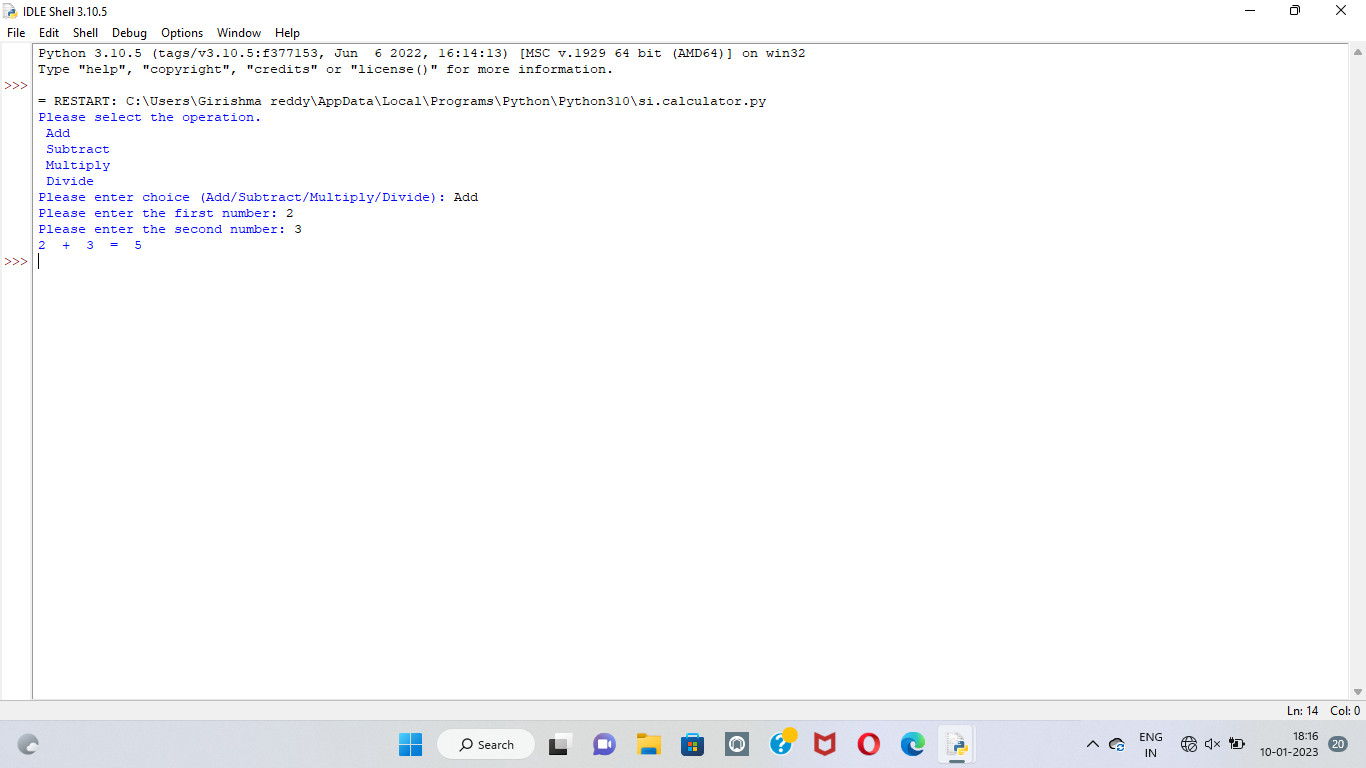 IDLE Shell 3.10.5
File Edit Shell Debug Options Window Help
Python 3.10.5 (tags/v3.10.5:f377153, Jun  6 2022, 16:14:13) [MSC v.1929 64 bit (AMD64)] on win32
Type "help", "copyright", "credits" or "license()" for more information.
>>>
= RESTART: C:\Users\Girishma reddy\AppData\Local\Programs\Python\Python310\si.calculator.py
Please select the operation.
 Add
 Subtract
 Multiply
 Divide
Please enter choice (Add/Subtract/Multiply/Divide): Add
Please enter the first number: 2
Please enter the second number: 3
2  +  3  =  5
>>>
Ln: 14 Col: 0
Search
ENG
IN
18:16
10-01-2023
20